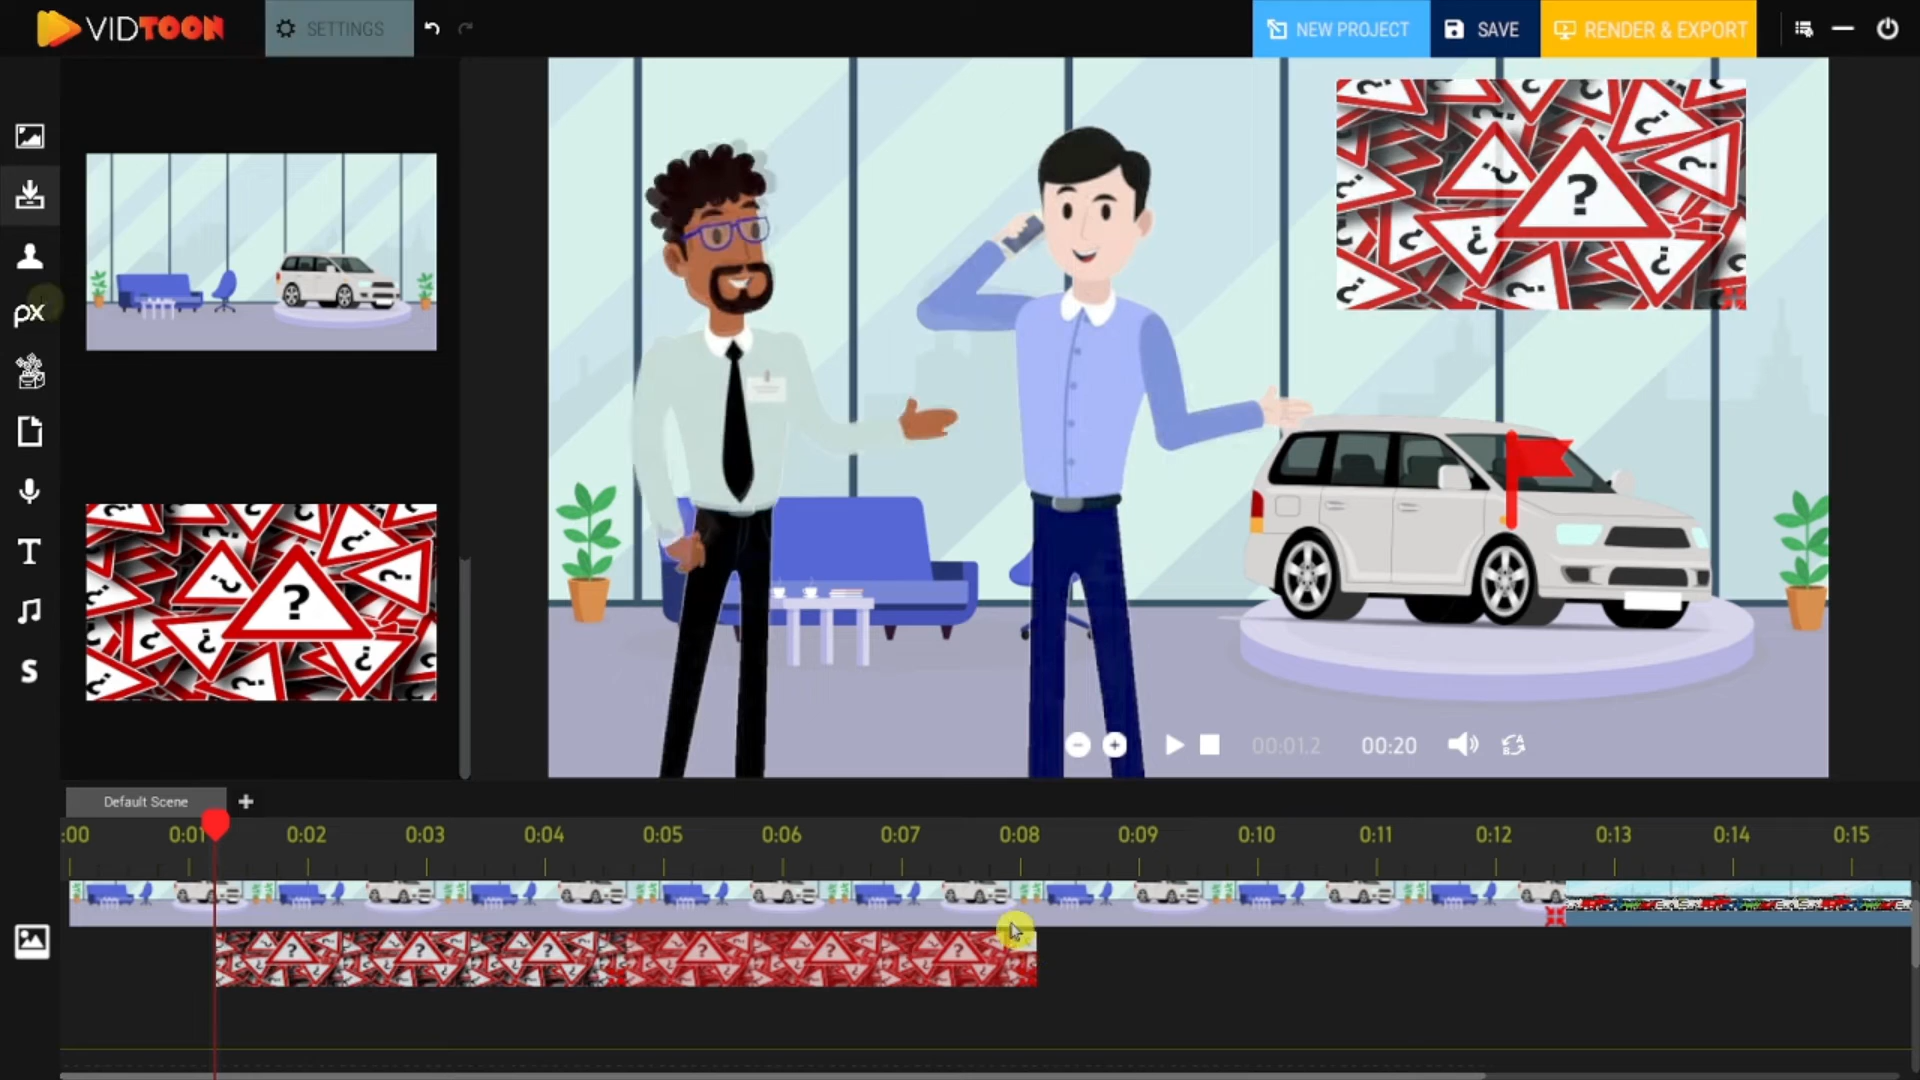 VIDTOON
SETTINGS
NEW PROJECT
SAVE
RENDER & EXPORT
?
px
T
S
?
00:01.2
00:20
Default Scene
:00
0:01
0:02
0:03
0:04
0:05
0:06
0:07
0:08
0:09
0:10
0:11
0:12
0:13
0:14
0:15
? ? ? ? ? ?